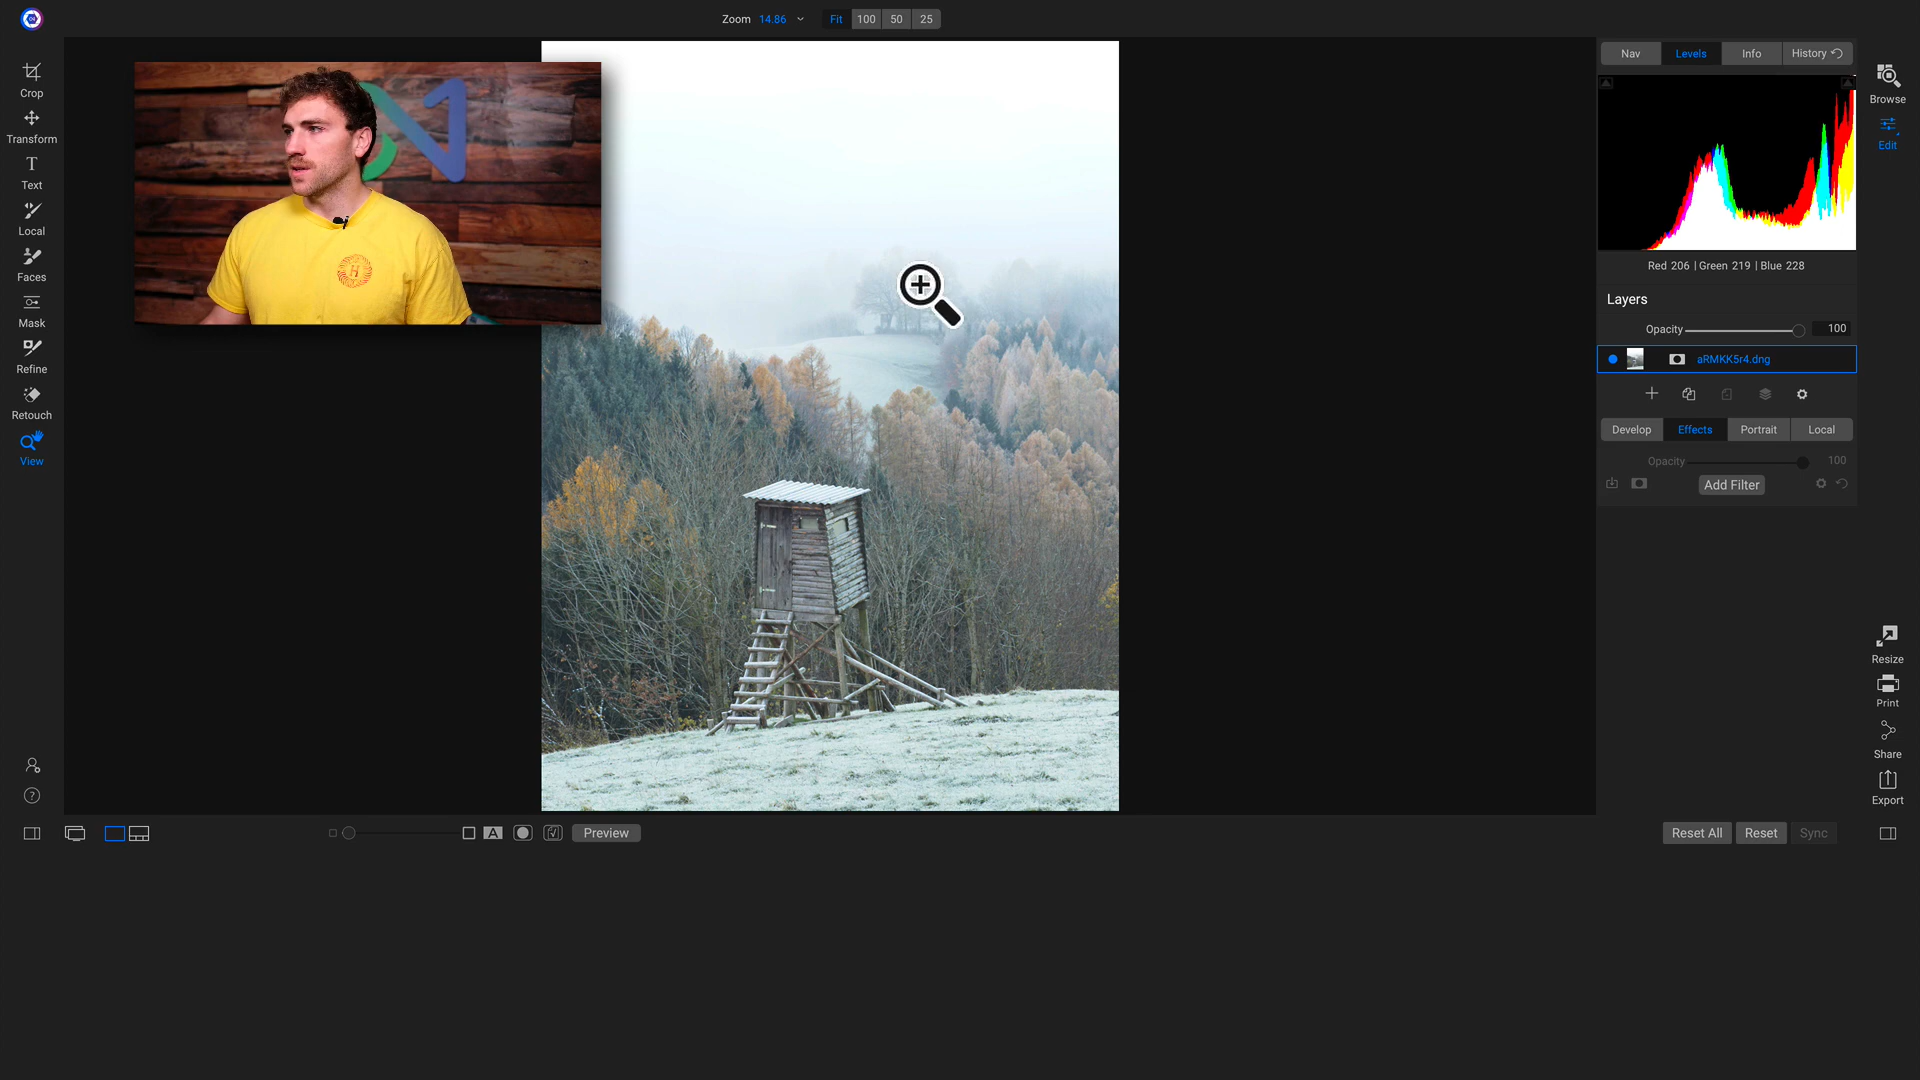 Zoom 14.86 Fit 100 50 25
Crop
Transform
T
Text
Local
Faces
Mask
Refine
Retouch
View
H
Nav Levels Info History
Red 206 | Green 219 | Blue 228
Layers
Opacity 100
aRMKK5r4.dng
Develop Effects Portrait Local
Opacity 100
Add Filter
Browse
Edit
Resize
Print
Share
Export
?
A Preview
Reset All Reset Sync